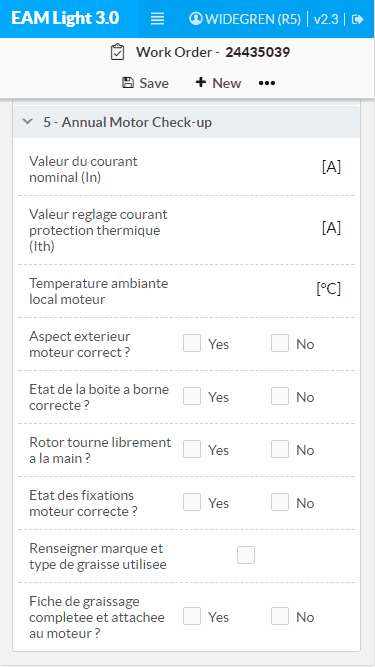 EAM Light 3.0
WIDEGREN (R5) | v2.3 |
Work Order - 24435039
Save + New •••
5 - Annual Motor Check-up
Valeur du courant
nominal (In)
[A]
Valeur reglage courant
protection thermique
(Ith)
[A]
Temperature ambiante
local moteur
[°C]
Aspect exterieur
moteur correct ?
Yes No
Etat de la boite a borne
correcte ?
Yes No
Rotor tourne librement
a la main ?
Yes No
Etat des fixations
moteur correcte ?
Yes No
Renseigner marque et
type de graisse utilisee
Fiche de graissage
completee et attachee
au moteur ?
Yes No